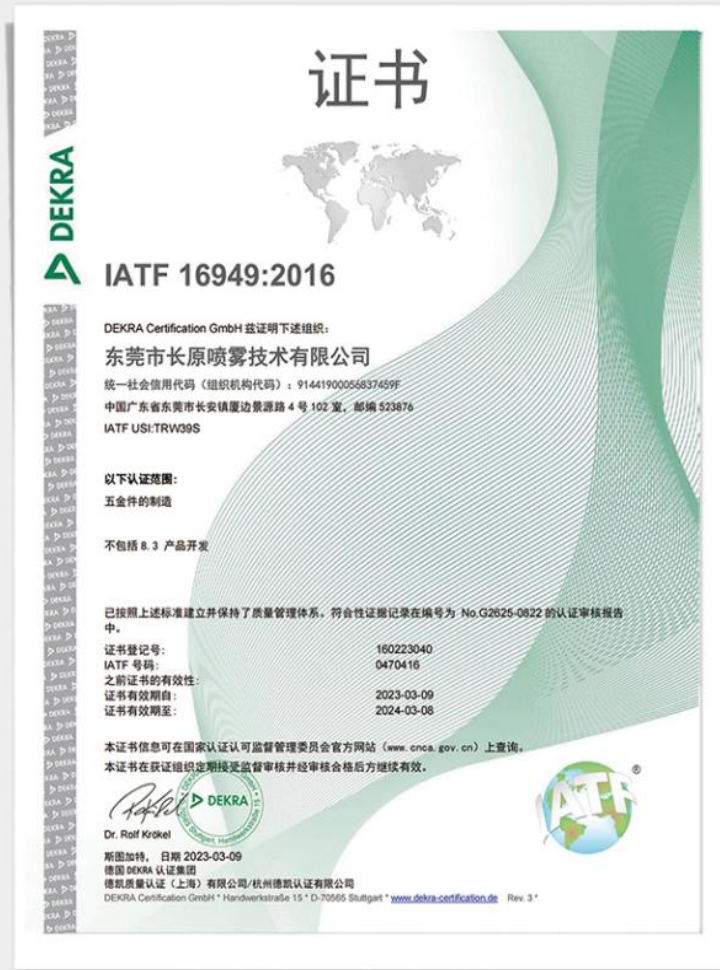 证书
DEKRA
IATF 16949:2016
DEKRA Certification GmbH 兹证明下述组织:
东莞市长原喷雾技术有限公司
统一社会信用代码(组织机构代码):91441900056837459F
中国广东省东莞市长安镇厦边景源路 4 号 102 室, 邮编 523876
IATF USI:TRW39S
以下认证范围:
五金件的制造
不包括 8.3 产品开发
已按照上述标准建立并保持了质量管理体系。符合性证据记录在编号为 No.G2625-0822 的认证审核报告
中。
证书登记号: 160223040
IATF 号码: 0470416
之前证书的有效性:
证书有效期自: 2023-03-09
证书有效期至: 2024-03-08
本证书信息可在国家认证认可监督管理委员会官方网站(www.cnca.gov.cn)上查询。
本证书在获证组织定期接受监督审核并经审核合格后方继续有效。
DEKRA
IATF ®
Dr. Rolf Krökel
斯图加特, 日期 2023-03-09
德国 DEKRA 认证集团
德凯质量认证(上海)有限公司/杭州德凯认证有限公司
DEKRA Certification GmbH * Handwerkstraße 15 * D-70565 Stuttgart * www.dekra-certification.de Rev. 3 *